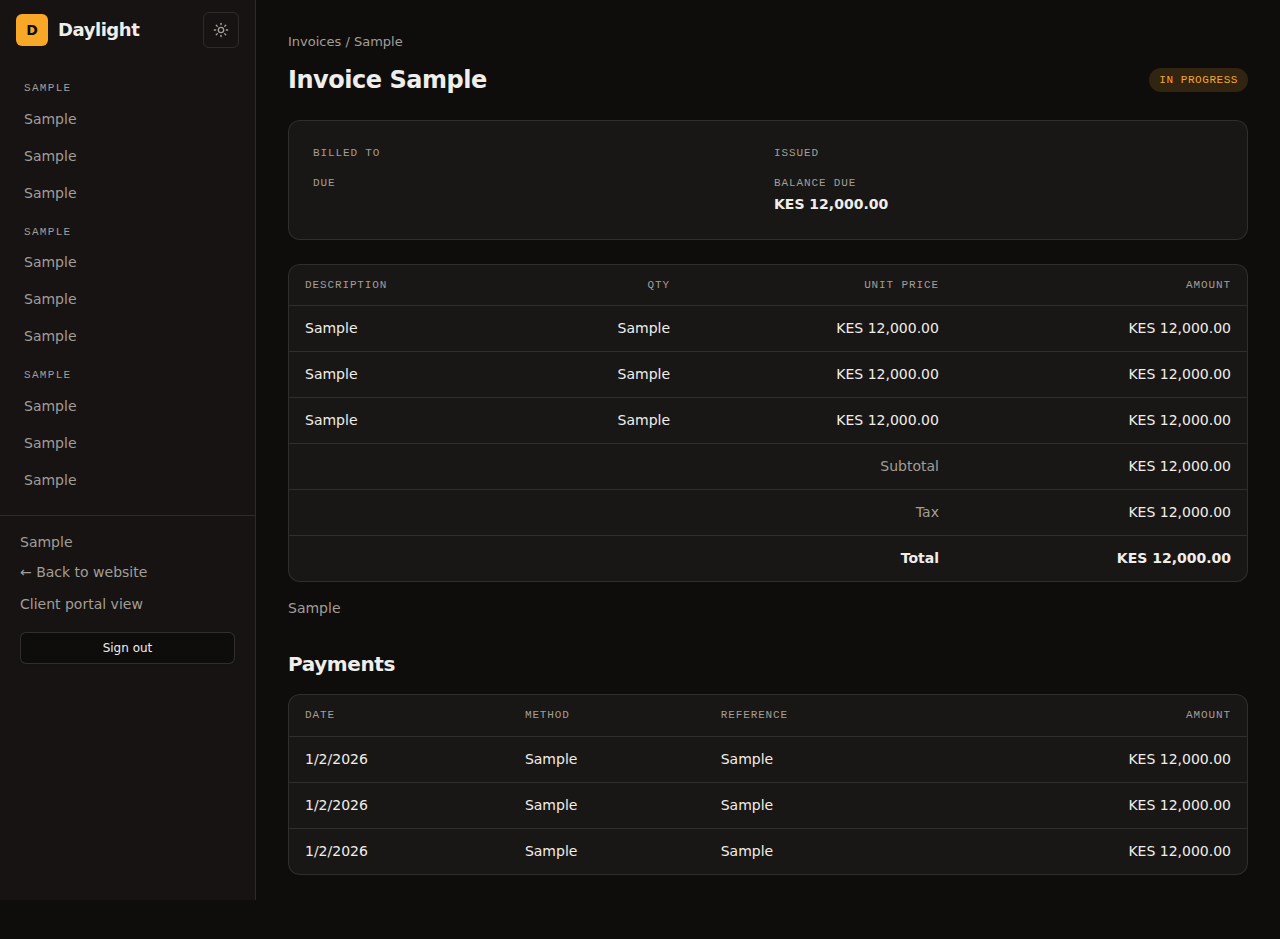 D Daylight
SAMPLE
Sample
Sample
Sample
SAMPLE
Sample
Sample
Sample
SAMPLE
Sample
Sample
Sample
Sample
← Back to website
Client portal view
Sign out
Invoices / Sample
Invoice Sample
IN PROGRESS
BILLED TO
ISSUED
DUE
BALANCE DUE
KES 12,000.00
DESCRIPTION QTY UNIT PRICE AMOUNT
Sample Sample KES 12,000.00 KES 12,000.00
Sample Sample KES 12,000.00 KES 12,000.00
Sample Sample KES 12,000.00 KES 12,000.00
Subtotal KES 12,000.00
Tax KES 12,000.00
Total KES 12,000.00
Sample
Payments
DATE METHOD REFERENCE AMOUNT
1/2/2026 Sample Sample KES 12,000.00
1/2/2026 Sample Sample KES 12,000.00
1/2/2026 Sample Sample KES 12,000.00